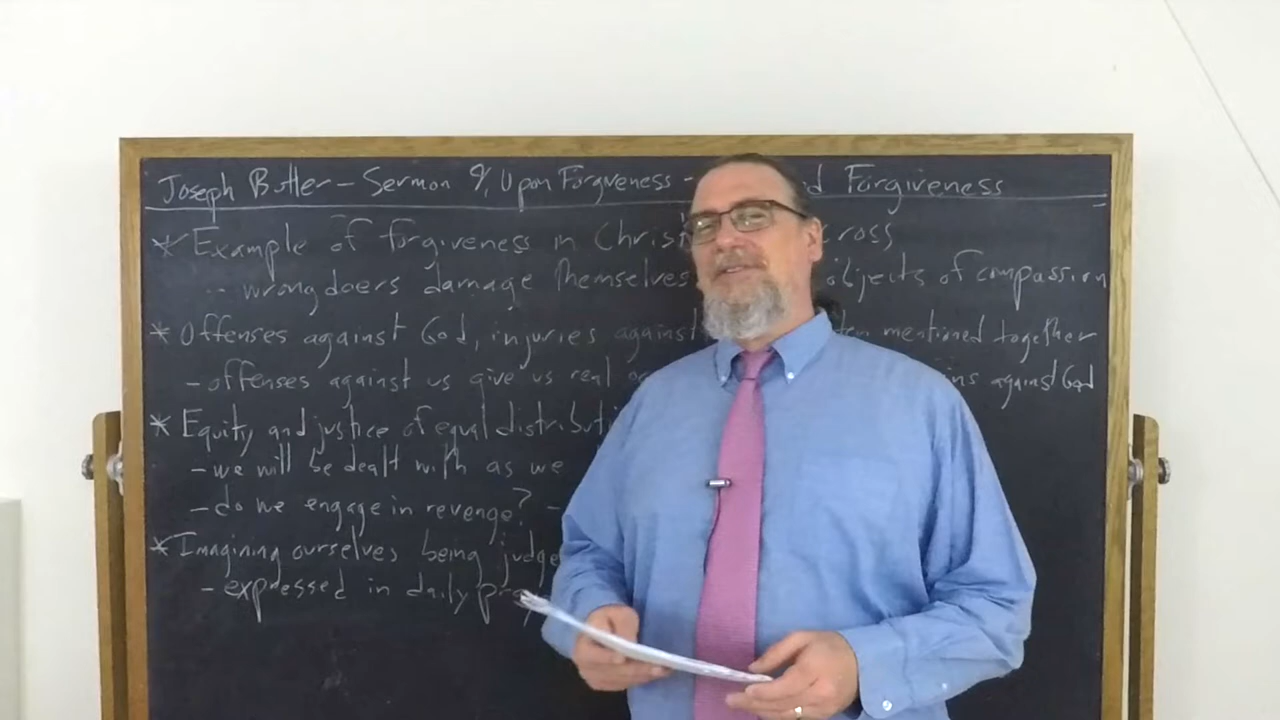 Joseph Butler - Sermon 9, Upon Forgiveness - d Forgiveness
* Example of forgiveness in Chris cross
-- wrongdoers damage themselves objects of compassion
* Offenses against God, injuries against mentioned together
- offenses against us give us real ns against God
* Equity and justice of equal distributi
- we will be dealt with as we
- do we engage in revenge? -
* Imagining ourselves being judge
- expressed in daily